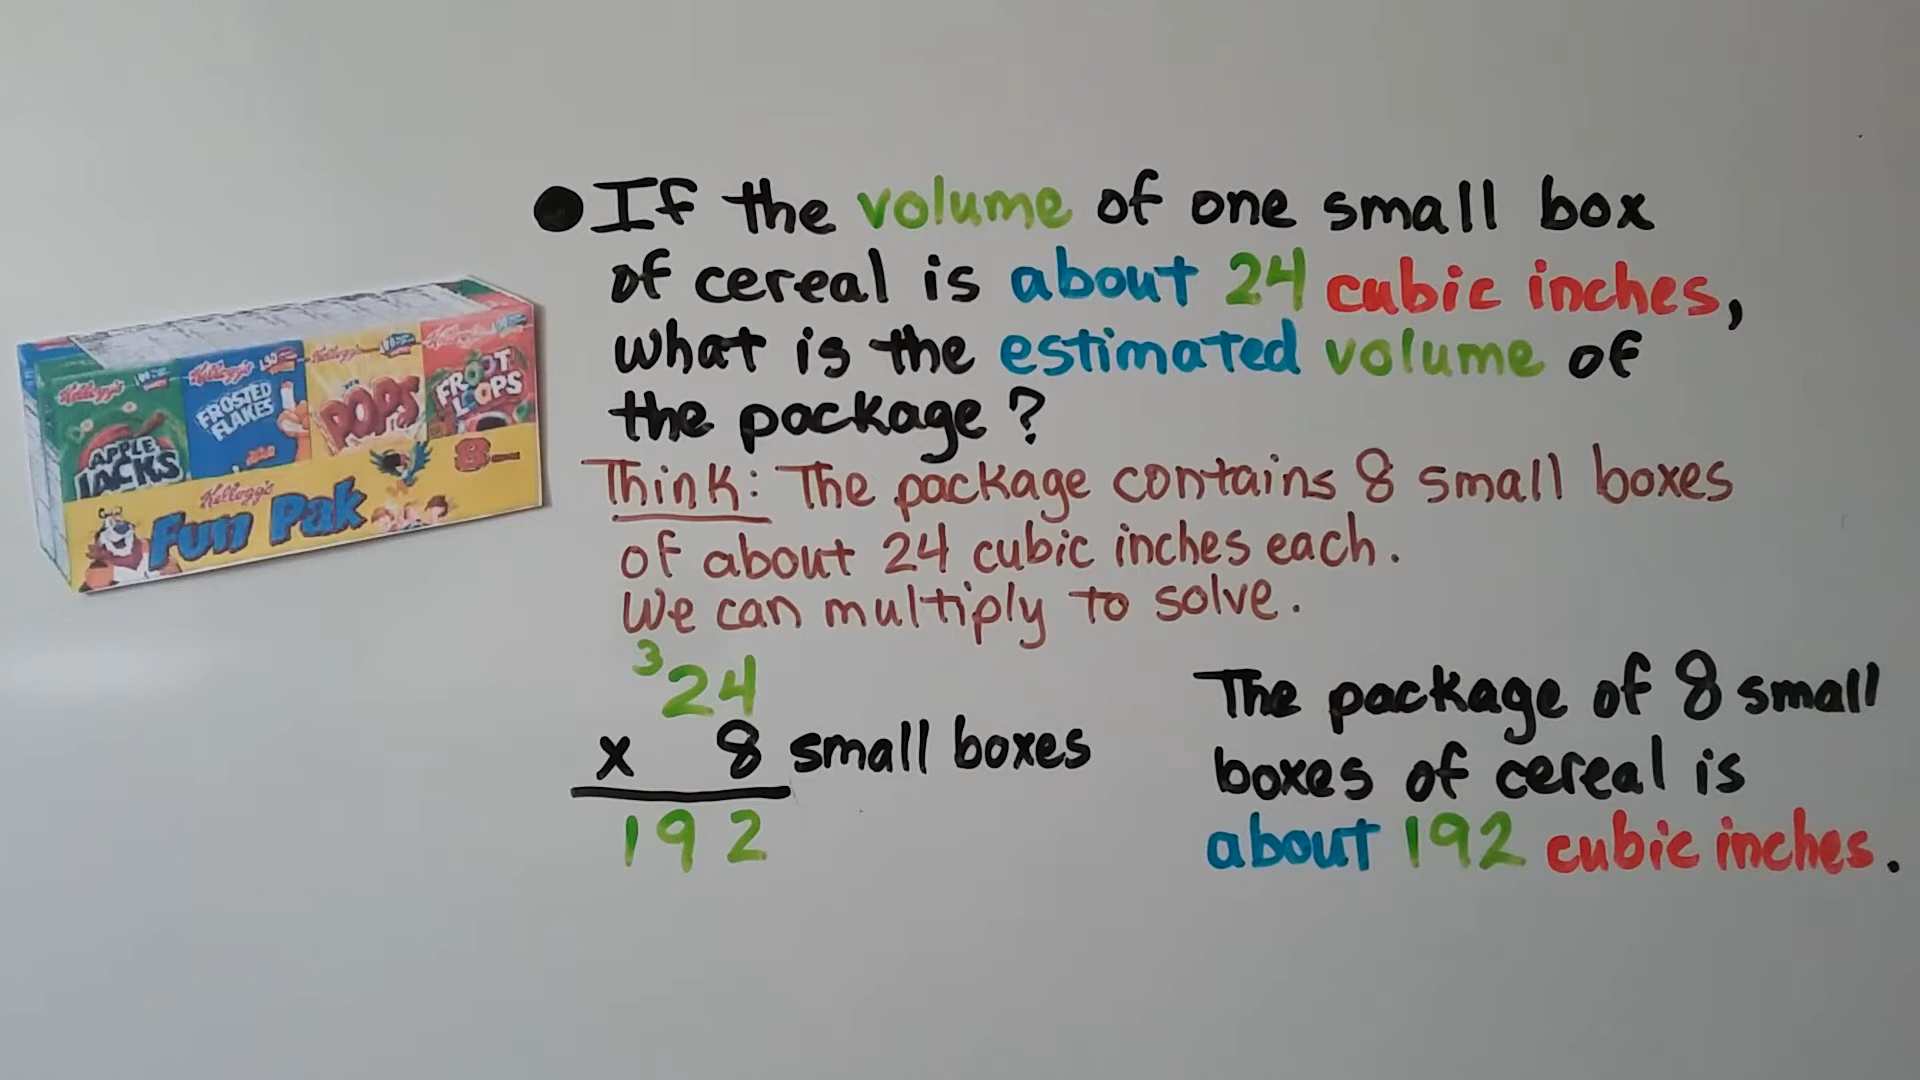 ● If the volume of one small box
of cereal is about 24 cubic inches,
what is the estimated volume of
the package?
Think: The package contains 8 small boxes
of about 24 cubic inches each.
We can multiply to solve.
3
24
x 8 small boxes
192
The package of 8 small
boxes of cereal is
about 192 cubic inches.
Kellogg's
APPLE
JACKS
Kellogg's
FROSTED
FLAKES
Kellogg's
POPS
FROOT
LOOPS
8
Kellogg's
Fun Pak